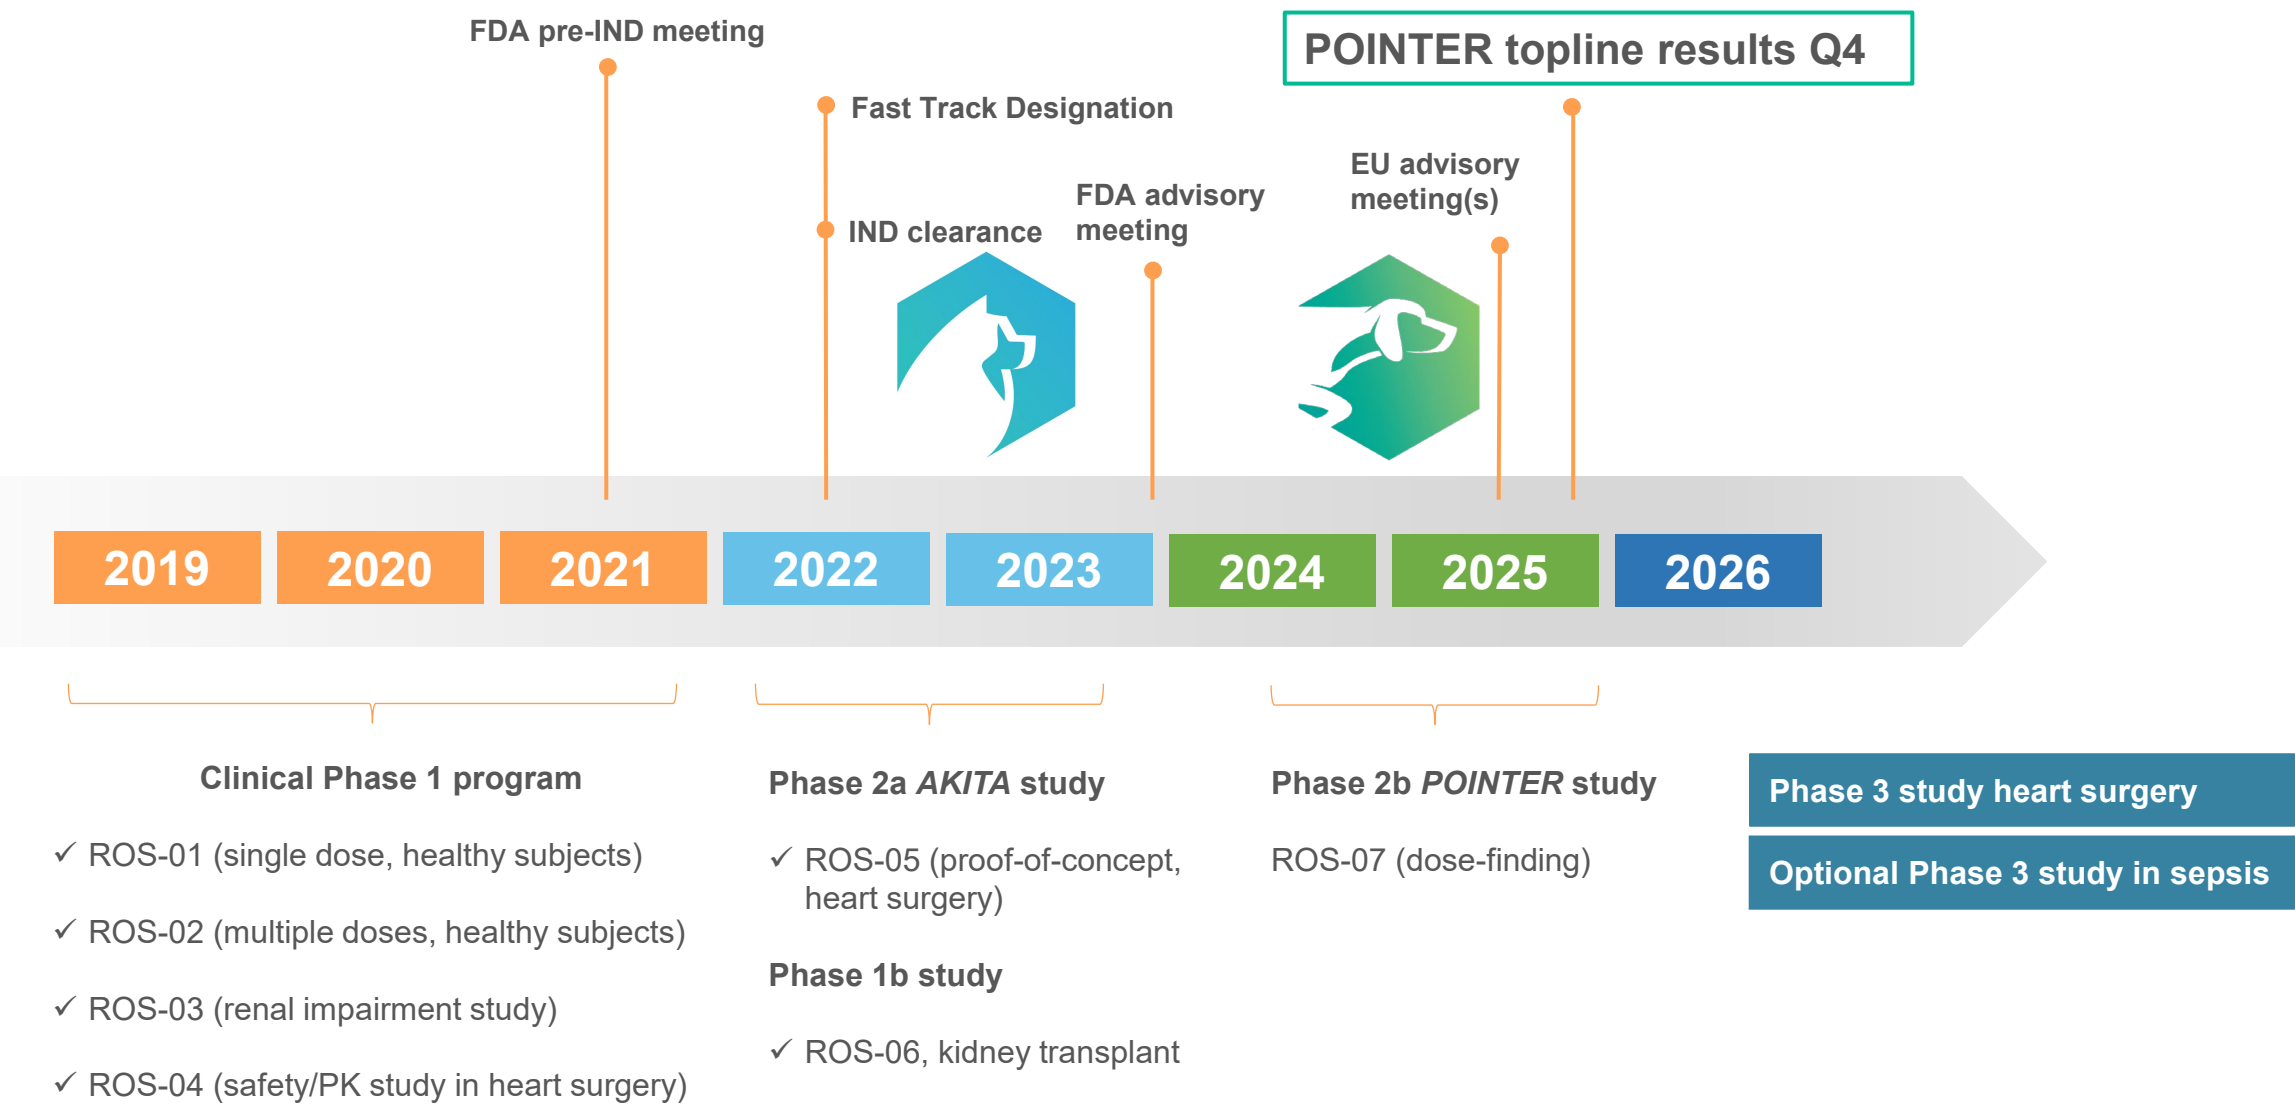 FDA pre-IND meeting
POINTER topline results Q4
Fast Track Designation
EU advisory
meeting(s)
FDA advisory
meeting
IND clearance
2019
2020
2021
2022
2023
2024
2025
2026
Clinical Phase 1 program
✓ ROS-01 (single dose, healthy subjects)
✓ ROS-02 (multiple doses, healthy subjects)
✓ ROS-03 (renal impairment study)
✓ ROS-04 (safety/PK study in heart surgery)
Phase 2a AKITA study
✓ ROS-05 (proof-of-concept,
heart surgery)
Phase 1b study
✓ ROS-06, kidney transplant
Phase 2b POINTER study
ROS-07 (dose-finding)
Phase 3 study heart surgery
Optional Phase 3 study in sepsis